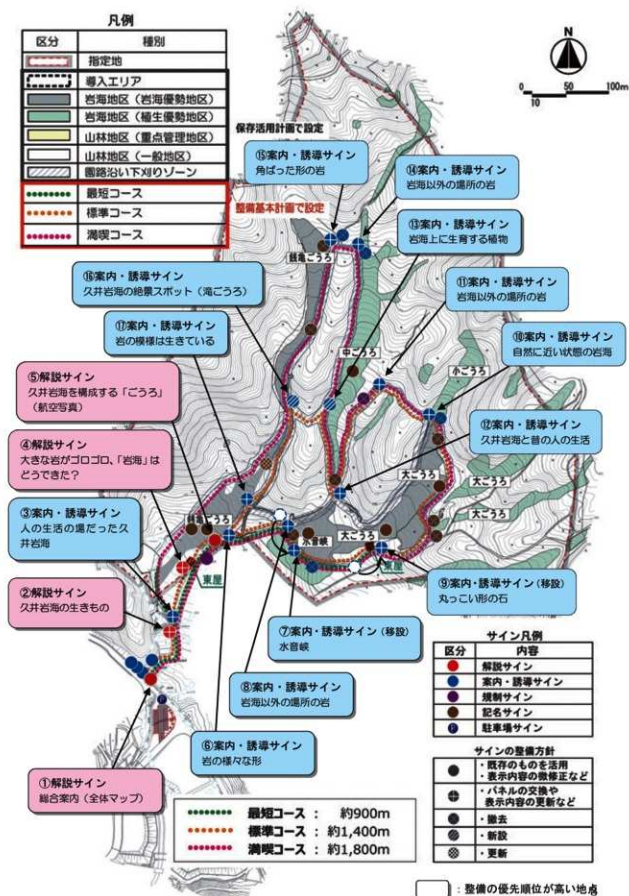 凡例
区分 種別
指定地
導入エリア
岩海地区（岩海優勢地区）
岩海地区（植生優勢地区）
山林地区（重点管理地区）
山林地区（一般地区）
園路沿い下刈りゾーン
最短コース
標準コース
満喫コース
保存活用計画で設定
整備基本計画で設定
N
0 50 100m
10
⑮案内・誘導サイン
角ばった形の岩
⑭案内・誘導サイン
岩海以外の場所の岩
⑬案内・誘導サイン
岩海上に生育する植物
⑯案内・誘導サイン
久井岩海の絶景スポット（滝ごうろ）
⑪案内・誘導サイン
岩海以外の場所の岩
⑰案内・誘導サイン
岩の模様は生きている
⑩案内・誘導サイン
自然に近い状態の岩海
⑤解説サイン
久井岩海を構成する「ごうろ」
（航空写真）
⑫案内・誘導サイン
久井岩海と昔の人の生活
④解説サイン
大きな岩がゴロゴロ、「岩海」は
どうできた？
③案内・誘導サイン
人の生活の場だった久
井岩海
②解説サイン
久井岩海の生きもの
⑨案内・誘導サイン（移設）
丸っこい形の石
⑦案内・誘導サイン（移設）
水音峡
⑧案内・誘導サイン
岩海以外の場所の岩
⑥案内・誘導サイン
岩の様々な形
①解説サイン
総合案内（全体マップ）
銭亀ごうろ
中ごうろ
小ごうろ
大ごうろ
大ごうろ
大ごうろ
銭亀ごうろ
水音峡
大ごうろ
東屋
東屋
P
サイン凡例
区分 内容
解説サイン
案内・誘導サイン
規制サイン
記名サイン
P 駐車場サイン
サインの整備方針
・既存のものを活用
・表示内容の微修正など
・パネルの交換や
表示内容の更新など
・撤去
・新設
・更新
最短コース ： 約900m
標準コース ：約1,400m
満喫コース ：約1,800m
：整備の優先順位が高い地点